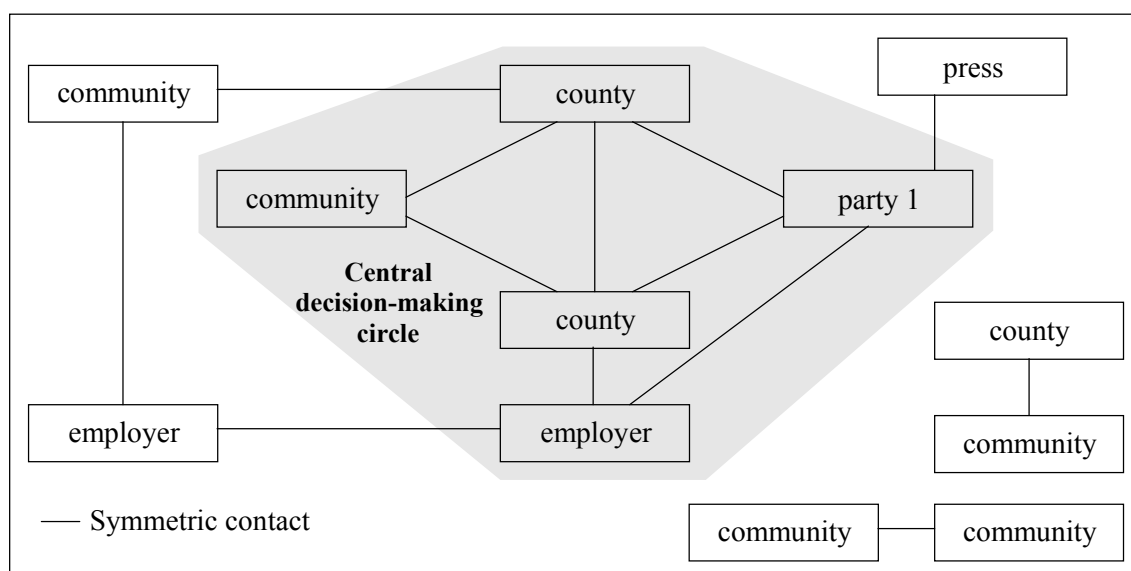 press
community
county
community
party 1
Central
decision-making
circle
county
county
employer
employer
community
Symmetric contact
community
community